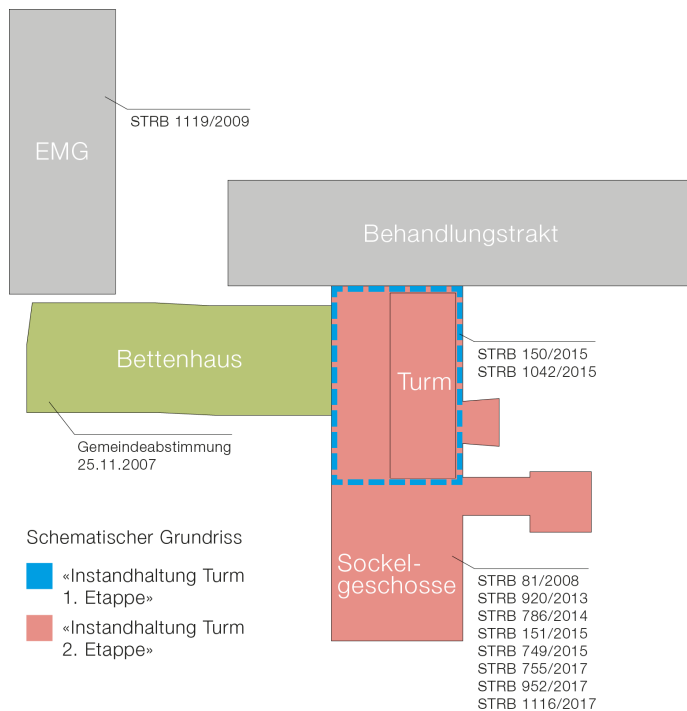 STRB 1119/2009
EMG
Behandlungstrakt
Bettenhaus
Turm
STRB 150/2015
STRB 1042/2015
Gemeindeabstimmung
25.11.2007
Schematischer Grundriss
«Instandhaltung Turm
1. Etappe»
«Instandhaltung Turm
2. Etappe»
Sockel-
geschosse
STRB 81/2008
STRB 920/2013
STRB 786/2014
STRB 151/2015
STRB 749/2015
STRB 755/2017
STRB 952/2017
STRB 1116/2017